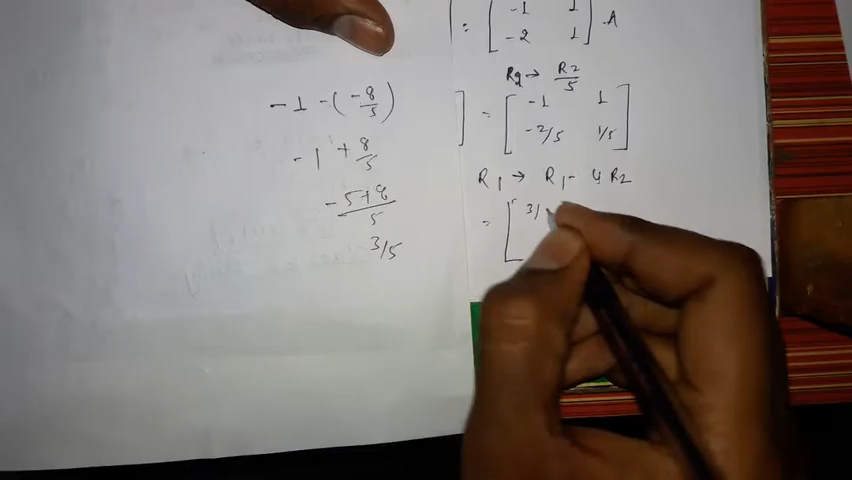 -1 1
= -2 1 .A
R2 → R2/5
-1 -(-8/5) ] = [ -1 1
-1 + 8/5 -2/5 1/5 ]
R1 → R1 - 4R2
-5+8/5
= [ 3/
3/5